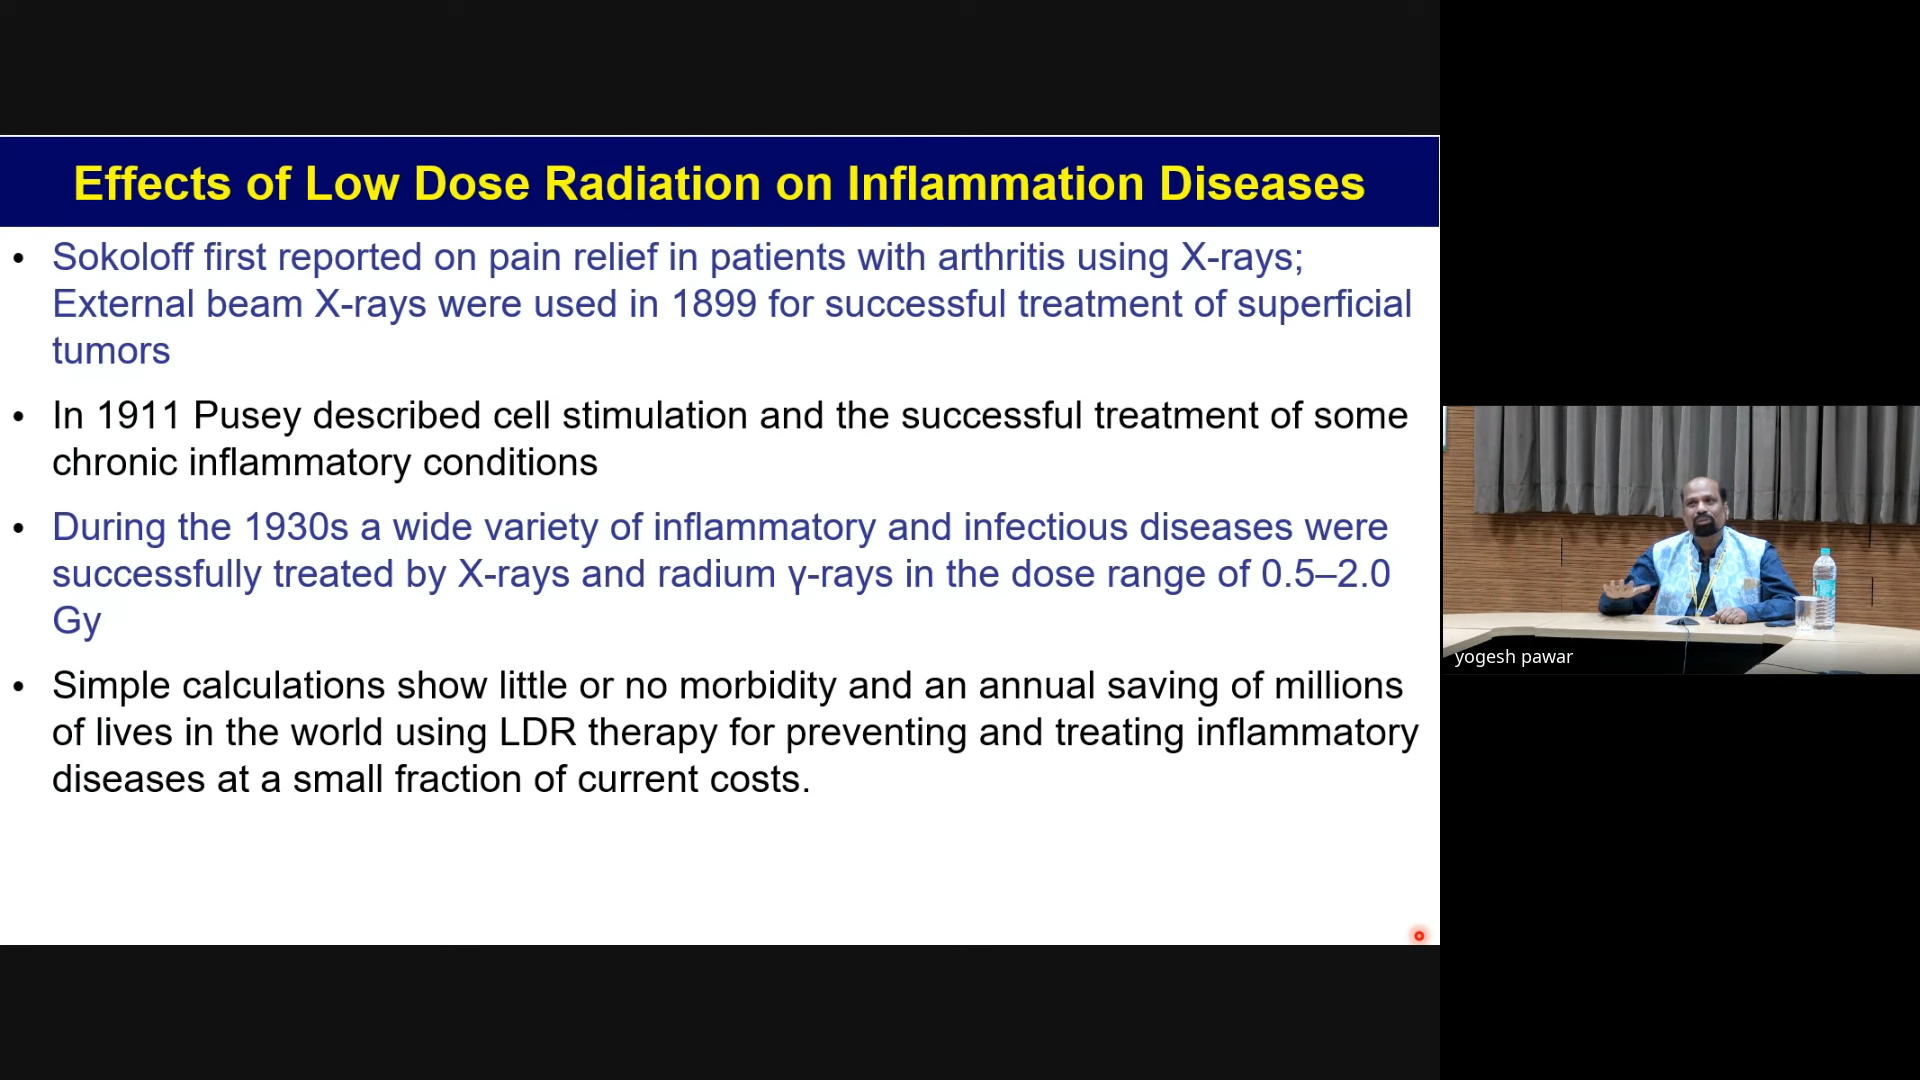 Effects of Low Dose Radiation on Inflammation Diseases
• Sokoloff first reported on pain relief in patients with arthritis using X-rays;
External beam X-rays were used in 1899 for successful treatment of superficial
tumors
• In 1911 Pusey described cell stimulation and the successful treatment of some
chronic inflammatory conditions
• During the 1930s a wide variety of inflammatory and infectious diseases were
successfully treated by X-rays and radium γ-rays in the dose range of 0.5–2.0
Gy
• Simple calculations show little or no morbidity and an annual saving of millions
of lives in the world using LDR therapy for preventing and treating inflammatory
diseases at a small fraction of current costs.
yogesh pawar